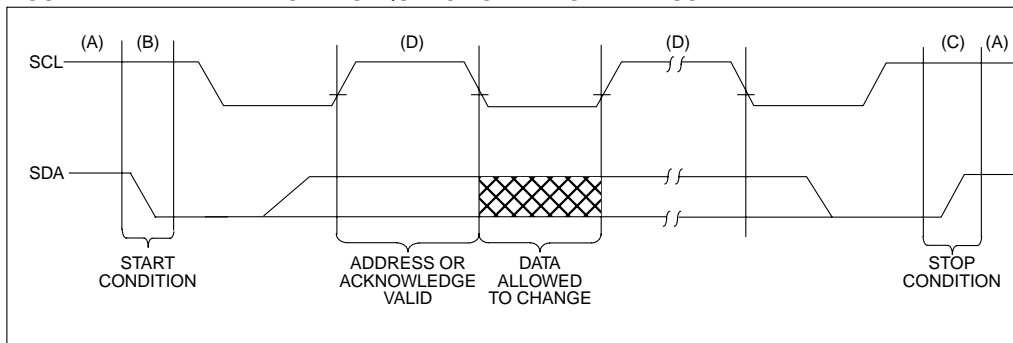 (A) (B) (D) (D) (C) (A)
SCL
SDA
START
CONDITION
ADDRESS OR
ACKNOWLEDGE
VALID
DATA
ALLOWED
TO CHANGE
STOP
CONDITION